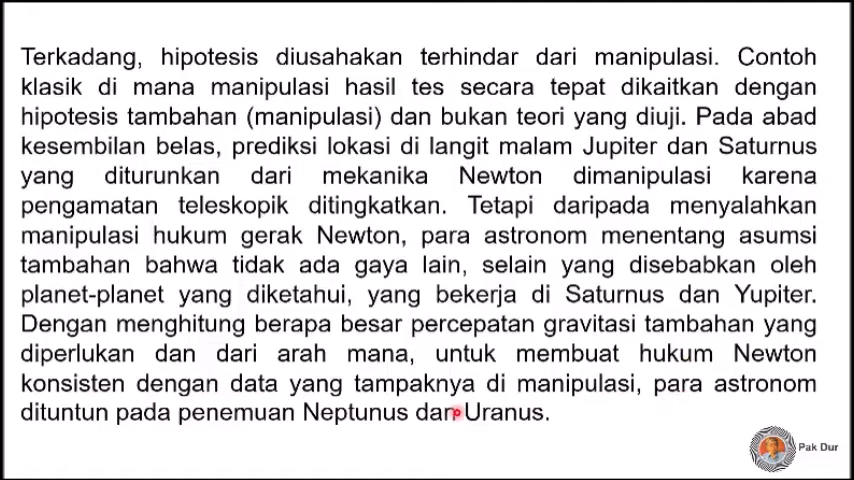 Terkadang, hipotesis diusahakan terhindar dari manipulasi. Contoh
klasik di mana manipulasi hasil tes secara tepat dikaitkan dengan
hipotesis tambahan (manipulasi) dan bukan teori yang diuji. Pada abad
kesembilan belas, prediksi lokasi di langit malam Jupiter dan Saturnus
yang diturunkan dari mekanika Newton dimanipulasi karena
pengamatan teleskopik ditingkatkan. Tetapi daripada menyalahkan
manipulasi hukum gerak Newton, para astronom menentang asumsi
tambahan bahwa tidak ada gaya lain, selain yang disebabkan oleh
planet-planet yang diketahui, yang bekerja di Saturnus dan Yupiter.
Dengan menghitung berapa besar percepatan gravitasi tambahan yang
diperlukan dan dari arah mana, untuk membuat hukum Newton
konsisten dengan data yang tampaknya di manipulasi, para astronom
dituntun pada penemuan Neptunus dan Uranus.
Pak Dur